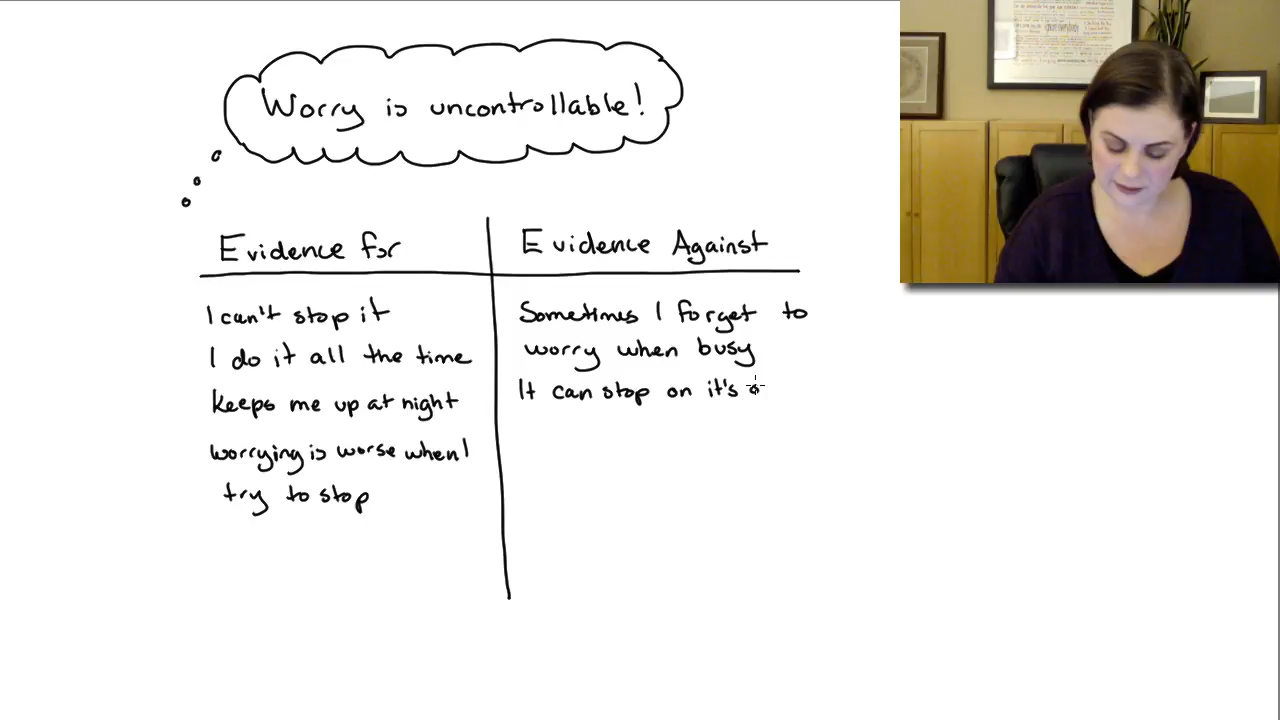 Worry is uncontrollable!
Evidence for
Evidence Against
I can't stop it
I do it all the time
keeps me up at night
worrying is worse when I
try to stop
Sometimes I forget to
worry when busy
It can stop on it's